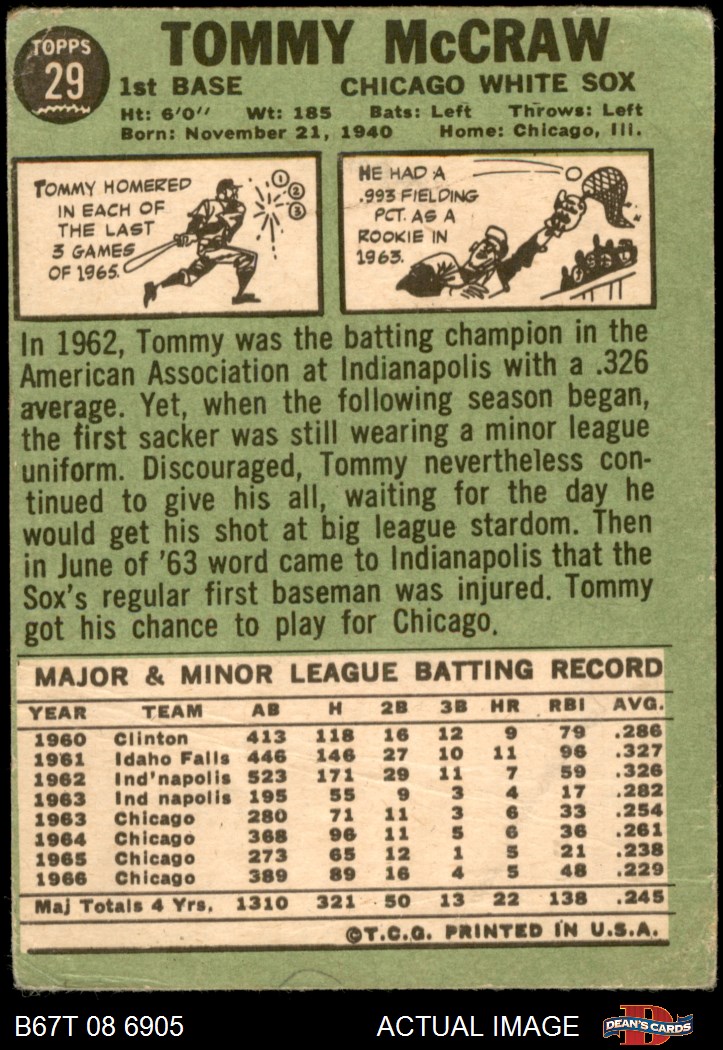 TOPPS
29
TOMMY McCRAW
1st BASE CHICAGO WHITE SOX
Ht: 6'0" Wt: 185 Bats: Left Throws: Left
Born: November 21, 1940 Home: Chicago, Ill.
TOMMY HOMERED
IN EACH OF
THE LAST
3 GAMES
OF 1965.
1
2
3
HE HAD A
.993 FIELDING
PCT. AS A
ROOKIE IN
1963.
In 1962, Tommy was the batting champion in the
American Association at Indianapolis with a .326
average. Yet, when the following season began,
the first sacker was still wearing a minor league
uniform. Discouraged, Tommy nevertheless con-
tinued to give his all, waiting for the day he
would get his shot at big league stardom. Then
in June of '63 word came to Indianapolis that the
Sox's regular first baseman was injured. Tommy
got his chance to play for Chicago.
MAJOR & MINOR LEAGUE BATTING RECORD
YEAR TEAM AB H 2B 3B HR RBI AVG.
1960 Clinton 413 118 16 12 9 79 .286
1961 Idaho Falls 446 146 27 10 11 96 .327
1962 Ind'napolis 523 171 29 11 7 59 .326
1963 Ind napolis 195 55 9 3 4 17 .282
1963 Chicago 280 71 11 3 6 33 .254
1964 Chicago 368 96 11 5 6 36 .261
1965 Chicago 273 65 12 1 5 21 .238
1966 Chicago 389 89 16 4 5 48 .229
Maj Totals 4 Yrs. 1310 321 50 13 22 138 .245
©T.C.G. PRINTED IN U.S.A.
B67T 08 6905 ACTUAL IMAGE
D
DEAN'S CARDS